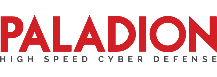 PALADION
HIGH SPEED CYBER DEFENSE